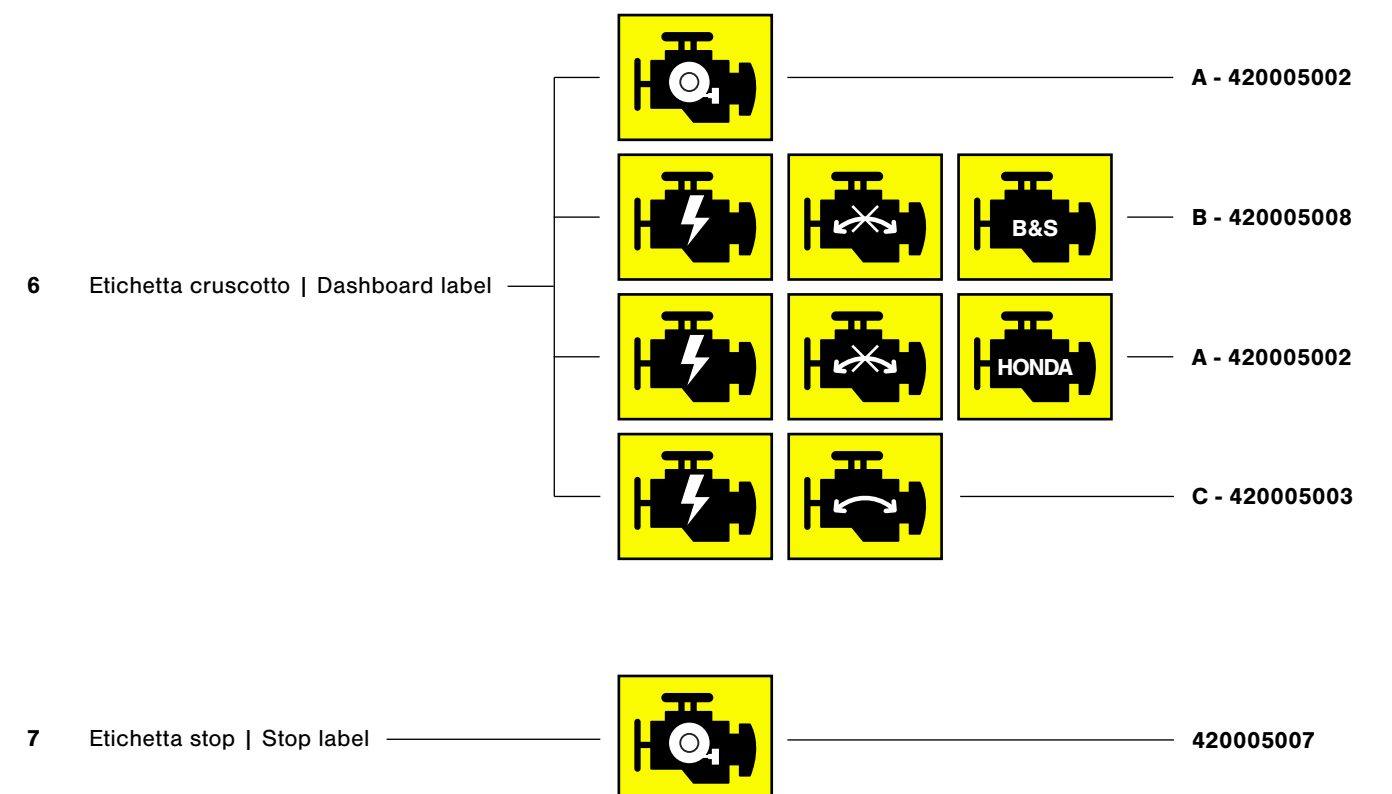 A - 420005002
B&S B - 420005008
6 Etichetta cruscotto | Dashboard label
HONDA A - 420005002
C - 420005003
7 Etichetta stop | Stop label 420005007